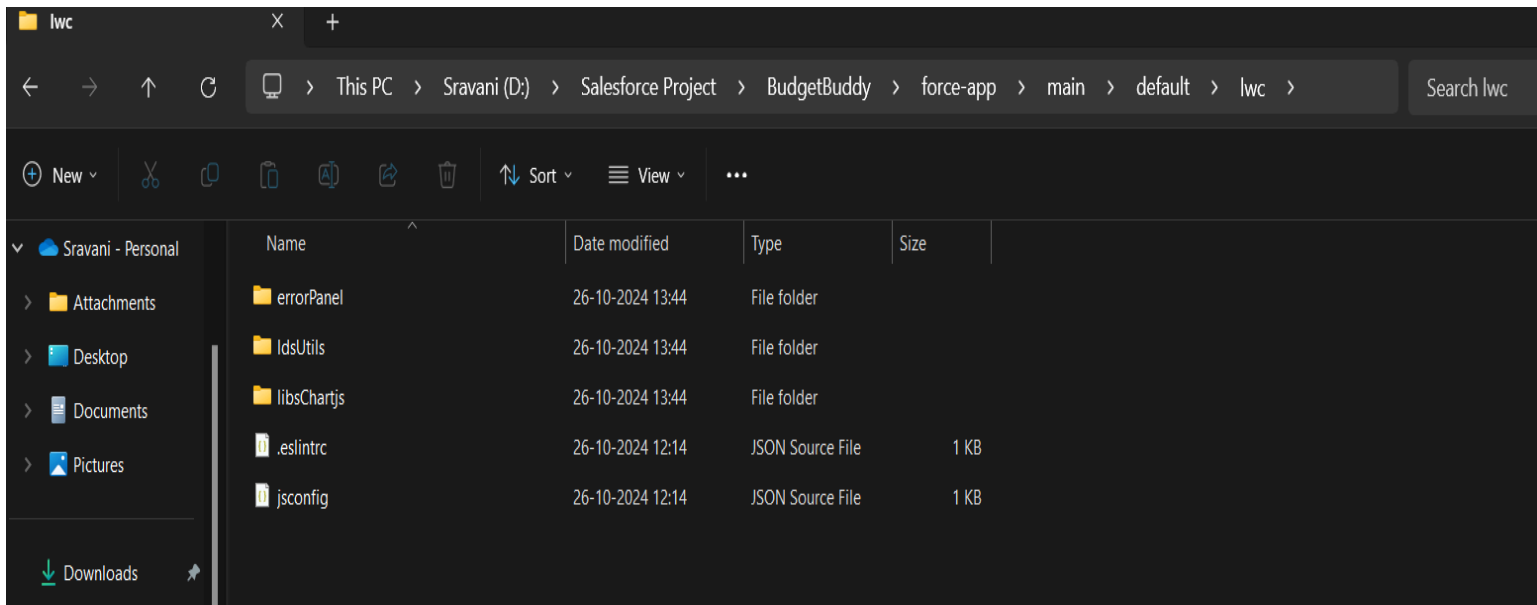 lwc
This PC > Sravani (D:) > Salesforce Project > BudgetBuddy > force-app > main > default > lwc >
Search lwc
New
Sort
View
Sravani - Personal
Attachments
Desktop
Documents
Pictures
Downloads
Name Date modified Type Size
errorPanel 26-10-2024 13:44 File folder
ldsUtils 26-10-2024 13:44 File folder
libsChartjs 26-10-2024 13:44 File folder
.eslintrc 26-10-2024 12:14 JSON Source File 1 KB
jsconfig 26-10-2024 12:14 JSON Source File 1 KB